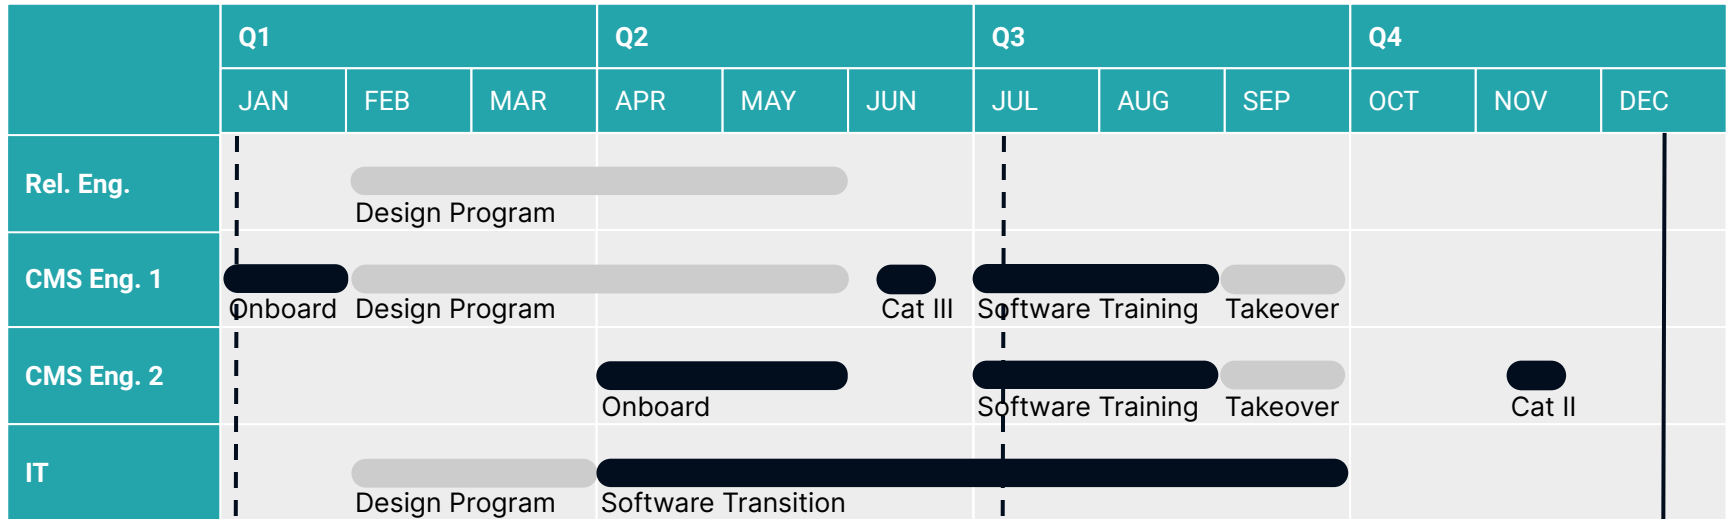 Q1 Q2 Q3 Q4
JAN FEB MAR APR MAY JUN JUL AUG SEP OCT NOV DEC
Rel. Eng.
Design Program
CMS Eng. 1
Onboard Design Program Cat III Software Training Takeover
CMS Eng. 2
Onboard Software Training Takeover Cat II
IT
Design Program Software Transition